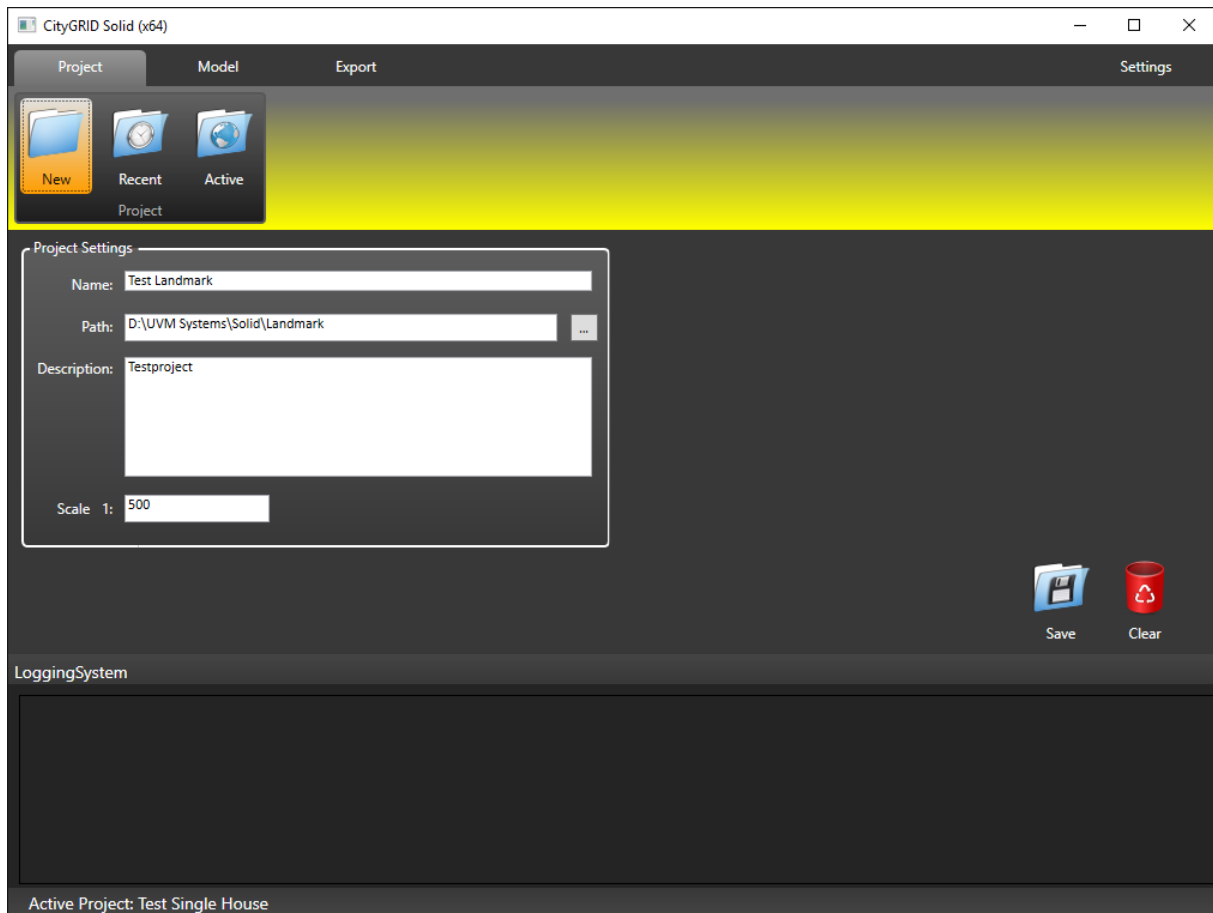 CityGRID Solid (x64)
Project Model Export Settings
New Recent Active
Project
Project Settings
Name: Test Landmark
Path: D:\UVM Systems\Solid\Landmark ...
Description: Testproject
Scale 1: 500
Save Clear
LoggingSystem
Active Project: Test Single House